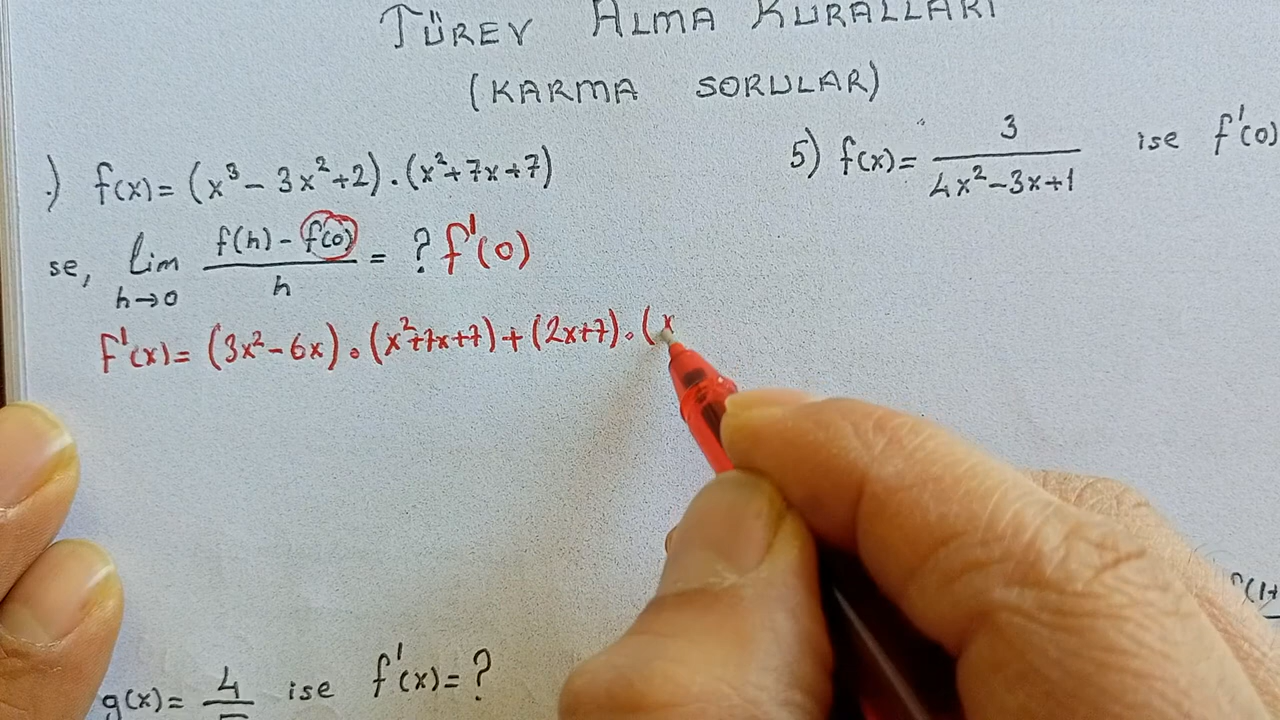 TÜREV ALMA KURALLARI
(KARMA SORULAR)
.) f(x)= (x³ - 3x²+2).(x²+7x+7)
se, lim h→0 f(h) - f(0) / h = ? f'(0)
f'(x)= (3x²-6x).(x²+7x+7)+(2x+7).(x
5) f(x)= 3 / 4x²-3x+1 ise f'(0)
g(x)= 4 ise f'(x)=?
(1+